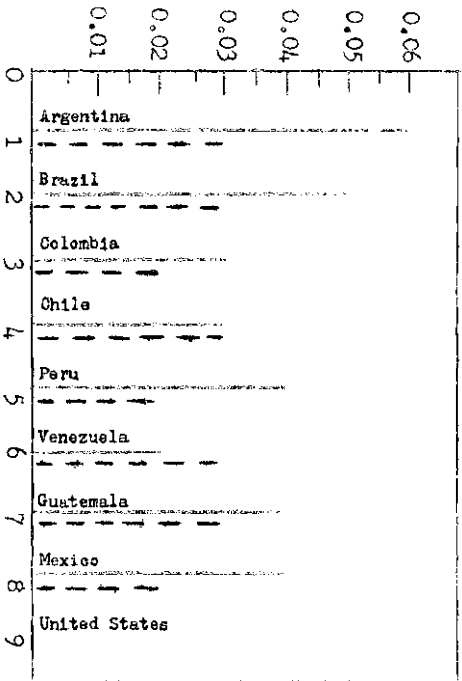 0.01 0.02 0.03 0.04 0.05 0.06
0
Argentina
1
Brazil
2
Colombia
3
Chile
4
Peru
5
Venezuela
6
Guatemala
7
Mexico
8
United States
9